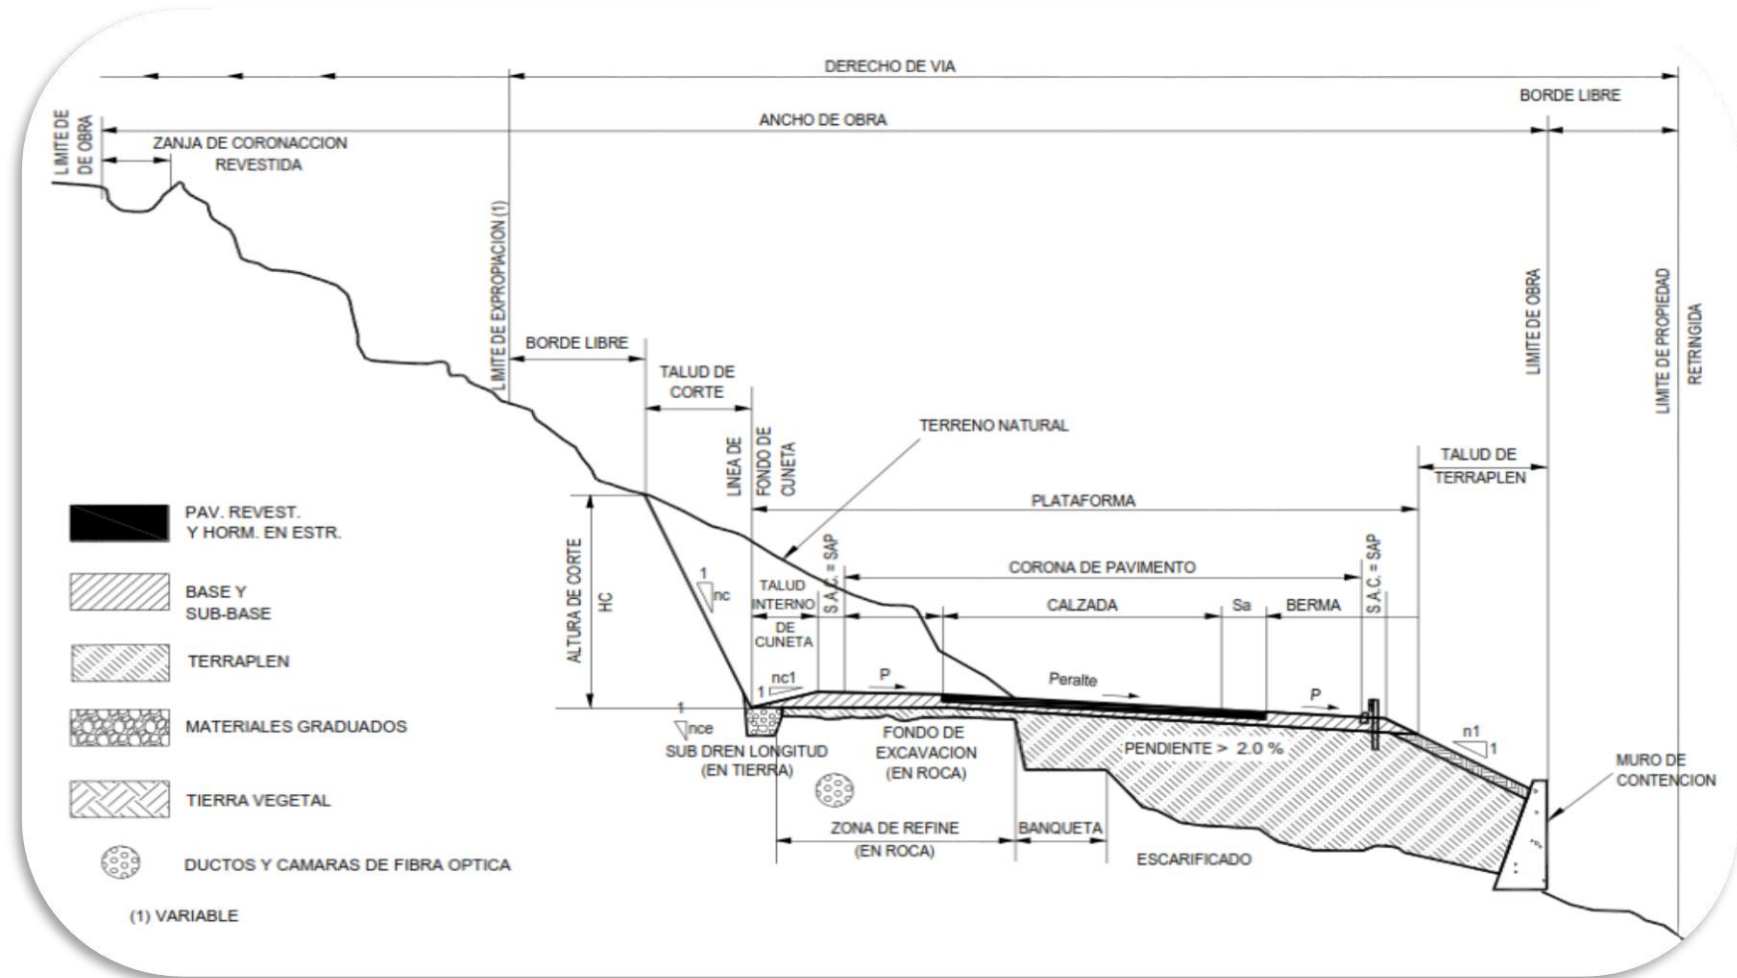 DERECHO DE VIA
BORDE LIBRE
ANCHO DE OBRA
LIMITE DE
DE OBRA
ZANJA DE CORONACCION
REVESTIDA
LIMITE DE EXPROPIACION (1)
BORDE LIBRE
TALUD DE
CORTE
LINEA DE
FONDO DE
CUNETA
TERRENO NATURAL
LIMITE DE OBRA
LIMITE DE PROPIEDAD
RETRINGIDA
TALUD DE
TERRAPLEN
PLATAFORMA
S.A.C. = SAP
CORONA DE PAVIMENTO
S.A.C. = SAP
TALUD
INTERNO
DE
CUNETA
CALZADA
Sa
BERMA
ALTURA DE CORTE
HC
1
nc
1
nc1
P
Peralte
P
1
nce
SUB DREN LONGITUD
(EN TIERRA)
FONDO DE
EXCAVACION
(EN ROCA)
PENDIENTE > 2.0 %
n1
1
MURO DE
CONTENCION
ZONA DE REFINE
(EN ROCA)
BANQUETA
ESCARIFICADO
PAV. REVEST.
Y HORM. EN ESTR.
BASE Y
SUB-BASE
TERRAPLEN
MATERIALES GRADUADOS
TIERRA VEGETAL
DUCTOS Y CAMARAS DE FIBRA OPTICA
(1) VARIABLE